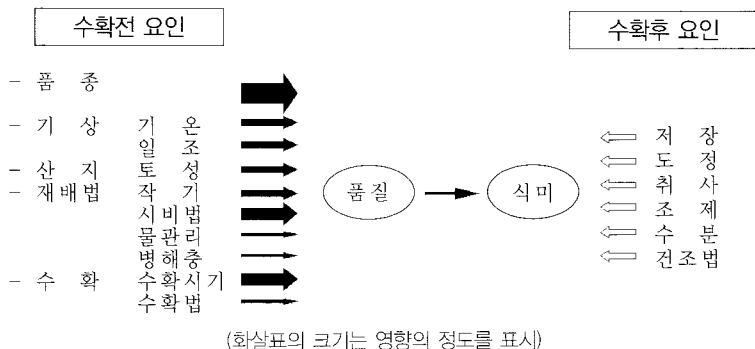 수확전 요인
수확후 요인
- 품 종
- 기 상 기 온
일 조
- 산 지 토 성
- 재배법 작 기
시비법
물관리
병해충
- 수 확 수확시기
수확법
품질
식미
저 장
도 정
취 사
조 제
수 분
건조법
(화살표의 크기는 영향의 정도를 표시)